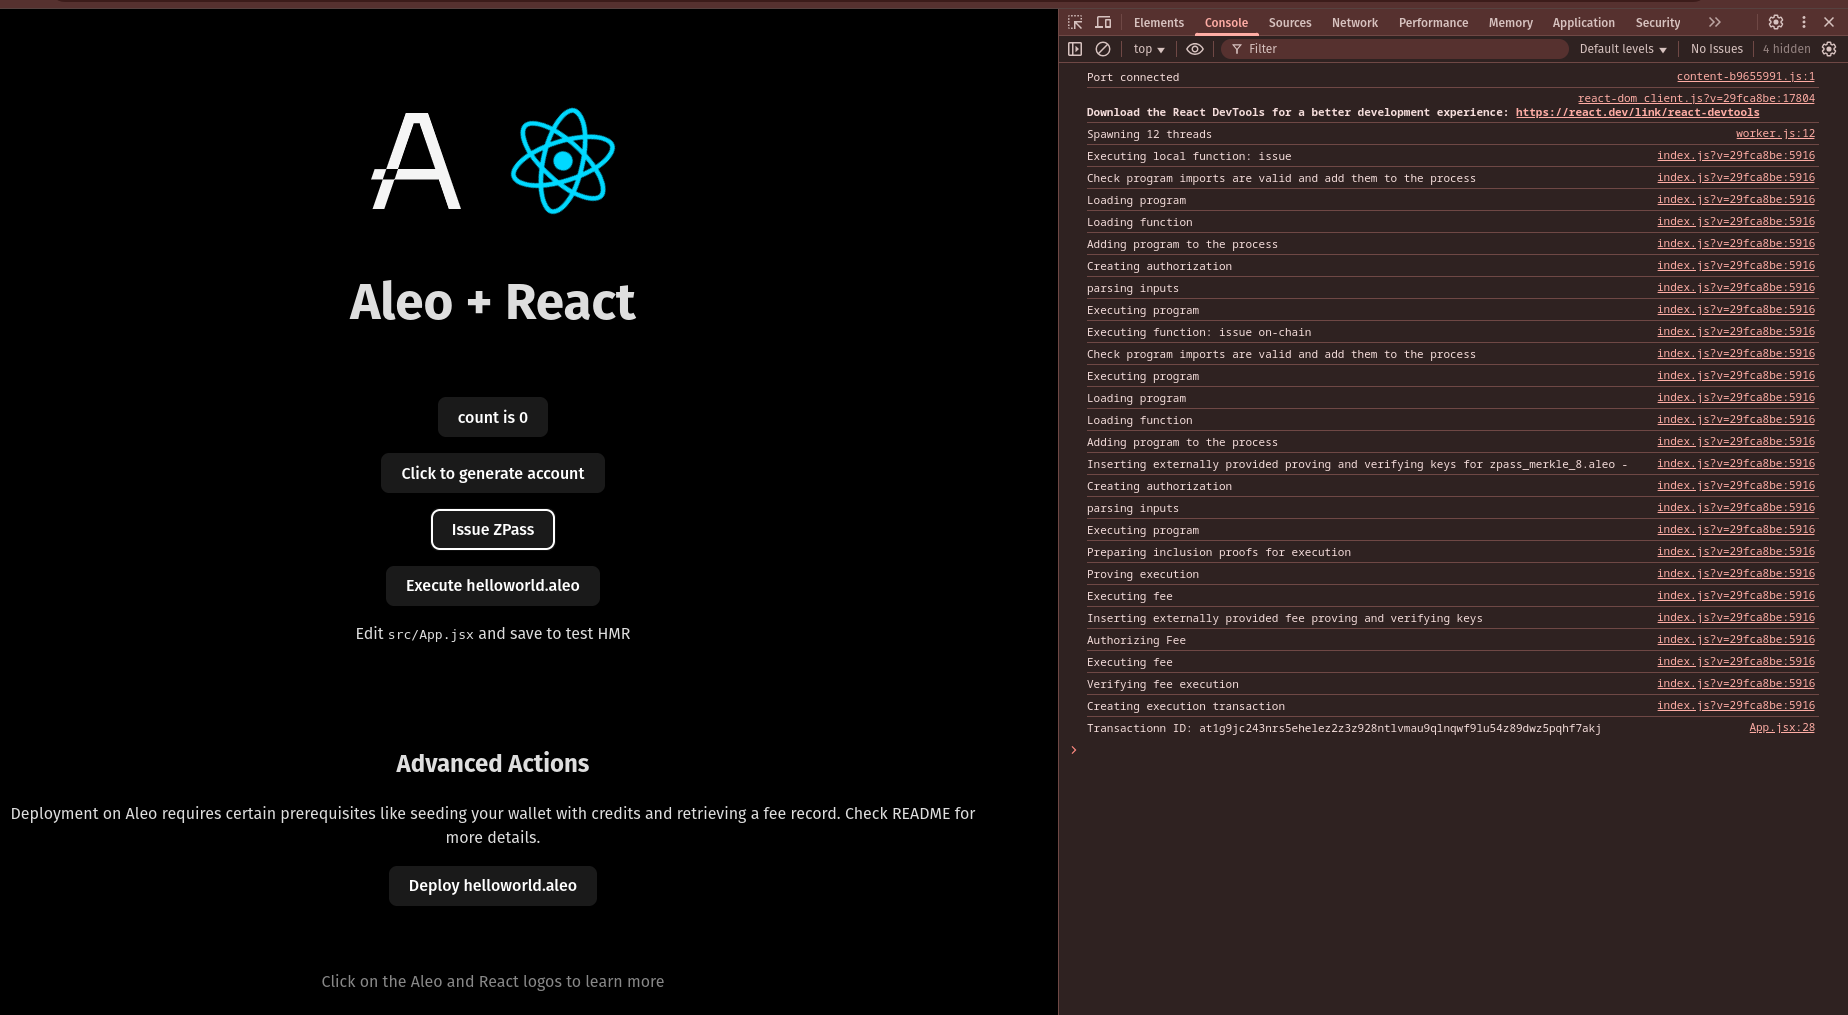 Aleo + React
count is 0
Click to generate account
Issue ZPass
Execute helloworld.aleo
Edit src/App.jsx and save to test HMR
Advanced Actions
Deployment on Aleo requires certain prerequisites like seeding your wallet with credits and retrieving a fee record. Check README for
more details.
Deploy helloworld.aleo
Click on the Aleo and React logos to learn more
Elements Console Sources Network Performance Memory Application Security
top Filter Default levels No Issues 4 hidden
Port connected content-b9655991.js:1
react-dom_client.js?v=29fca8be:17804
Download the React DevTools for a better development experience: https://react.dev/link/react-devtools
Spawning 12 threads worker.js:12
Executing local function: issue index.js?v=29fca8be:5916
Check program imports are valid and add them to the process index.js?v=29fca8be:5916
Loading program index.js?v=29fca8be:5916
Loading function index.js?v=29fca8be:5916
Adding program to the process index.js?v=29fca8be:5916
Creating authorization index.js?v=29fca8be:5916
parsing inputs index.js?v=29fca8be:5916
Executing program index.js?v=29fca8be:5916
Executing function: issue on-chain index.js?v=29fca8be:5916
Check program imports are valid and add them to the process index.js?v=29fca8be:5916
Executing program index.js?v=29fca8be:5916
Loading program index.js?v=29fca8be:5916
Loading function index.js?v=29fca8be:5916
Adding program to the process index.js?v=29fca8be:5916
Inserting externally provided proving and verifying keys for zpass_merkle_8.aleo - index.js?v=29fca8be:5916
Creating authorization index.js?v=29fca8be:5916
parsing inputs index.js?v=29fca8be:5916
Executing program index.js?v=29fca8be:5916
Preparing inclusion proofs for execution index.js?v=29fca8be:5916
Proving execution index.js?v=29fca8be:5916
Executing fee index.js?v=29fca8be:5916
Inserting externally provided fee proving and verifying keys index.js?v=29fca8be:5916
Authorizing Fee index.js?v=29fca8be:5916
Executing fee index.js?v=29fca8be:5916
Verifying fee execution index.js?v=29fca8be:5916
Creating execution transaction index.js?v=29fca8be:5916
Transactionn ID: at1g9jc243nrs5ehelez2z3z928ntlvmau9qlnqwf9lu54z89dwz5pqhf7akj App.jsx:28